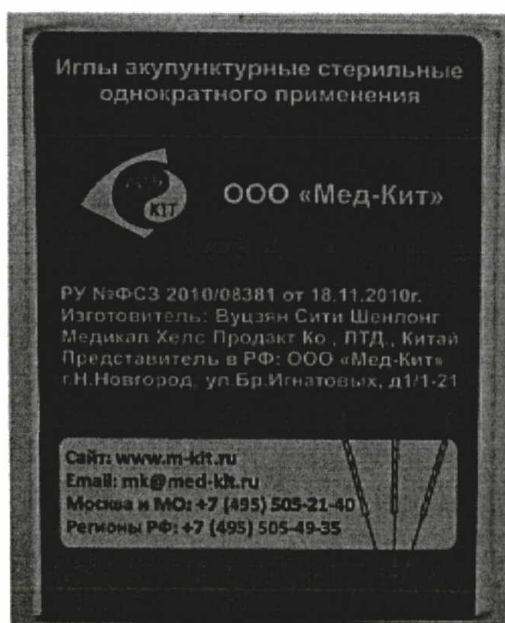 Иглы акупунктурные стерильные
однократного применения
KIT
ООО «Мед-Кит»
РУ №ФСЗ 2010/08381 от 18.11.2010г.
Изготовитель: Вуцзян Сити Шенлонг
Медикал Хелс Продакт Ко., ЛТД., Китай
Представитель в РФ: ООО «Мед-Кит»
г.Н.Новгород, ул.Бр.Игнатовых, д1/1-21
Сайт: www.m-kit.ru
Email: mk@med-kit.ru
Москва и МО: +7 (495) 505-21-40
Регионы РФ: +7 (495) 505-49-35